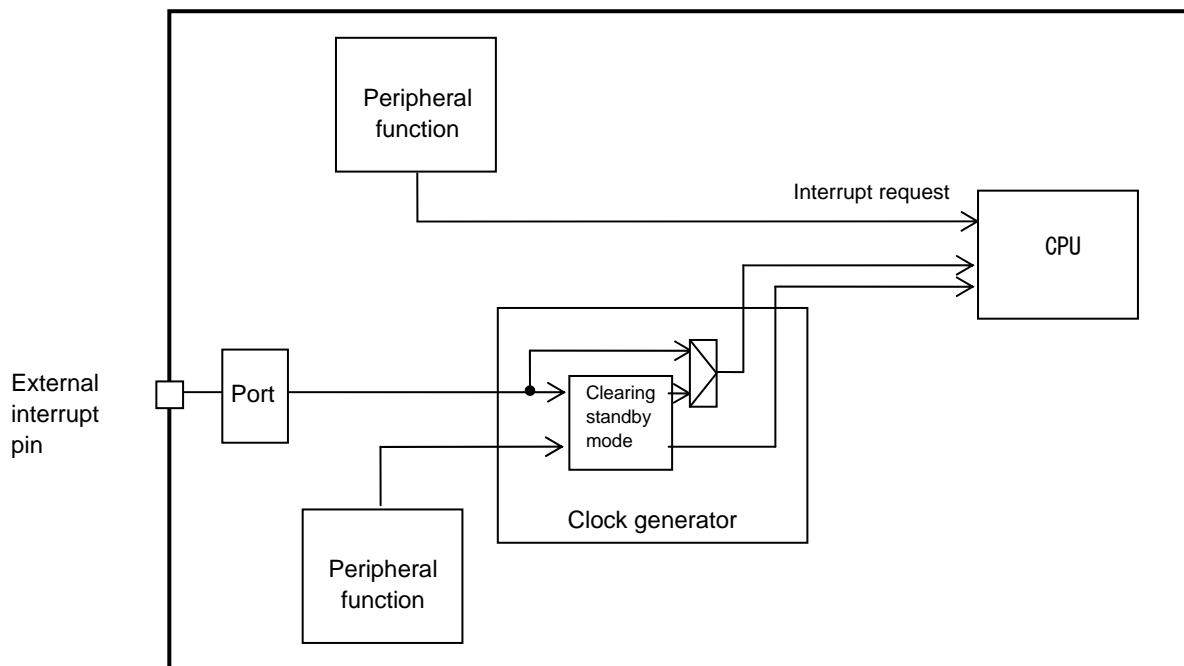 Peripheral
function
Interrupt request
CPU
External
interrupt
pin
Port
Clearing
standby
mode
Clock generator
Peripheral
function